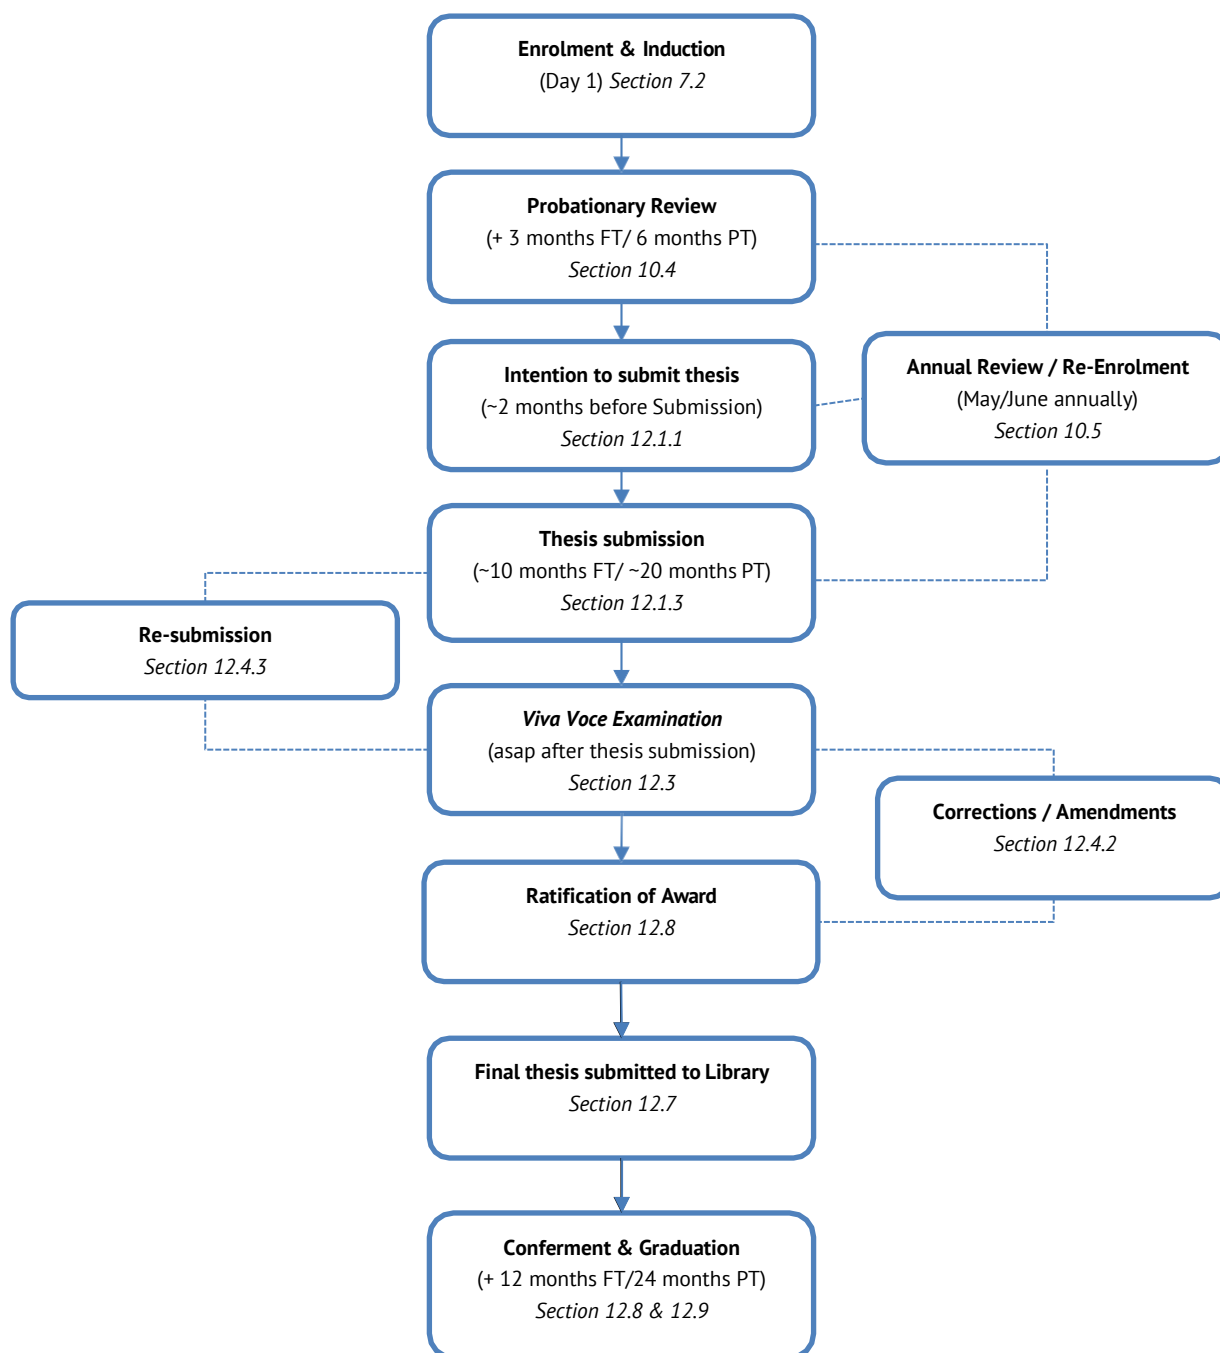 Enrolment & Induction
(Day 1) Section 7.2
Probationary Review
(+ 3 months FT/ 6 months PT)
Section 10.4
Intention to submit thesis
(~2 months before Submission)
Section 12.1.1
Annual Review / Re-Enrolment
(May/June annually)
Section 10.5
Thesis submission
(~10 months FT/ ~20 months PT)
Section 12.1.3
Re-submission
Section 12.4.3
Viva Voce Examination
(asap after thesis submission)
Section 12.3
Corrections / Amendments
Section 12.4.2
Ratification of Award
Section 12.8
Final thesis submitted to Library
Section 12.7
Conferment & Graduation
(+ 12 months FT/24 months PT)
Section 12.8 & 12.9